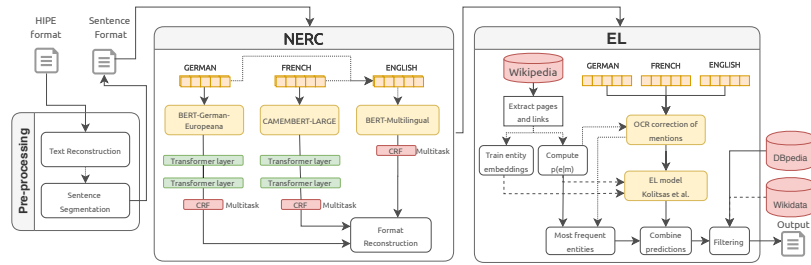 HIPE
format
Sentence
Format
Pre-processing
Text Reconstruction
Sentence
Segmentation
NERC
GERMAN
FRENCH
ENGLISH
BERT-German-
Europeana
CAMEMBERT-LARGE
BERT-Multilingual
CRF
Multitask
Transformer layer
Transformer layer
Transformer layer
Transformer layer
CRF
Multitask
CRF
Multitask
Format
Reconstruction
EL
GERMAN
FRENCH
ENGLISH
Wikipedia
Extract pages
and links
OCR correction of
mentions
Train entity
embeddings
Compute
p(e|m)
EL model
Kolitsas et al.
DBpedia
Wikidata
Most frequent
entities
Combine
predictions
Filtering
Output